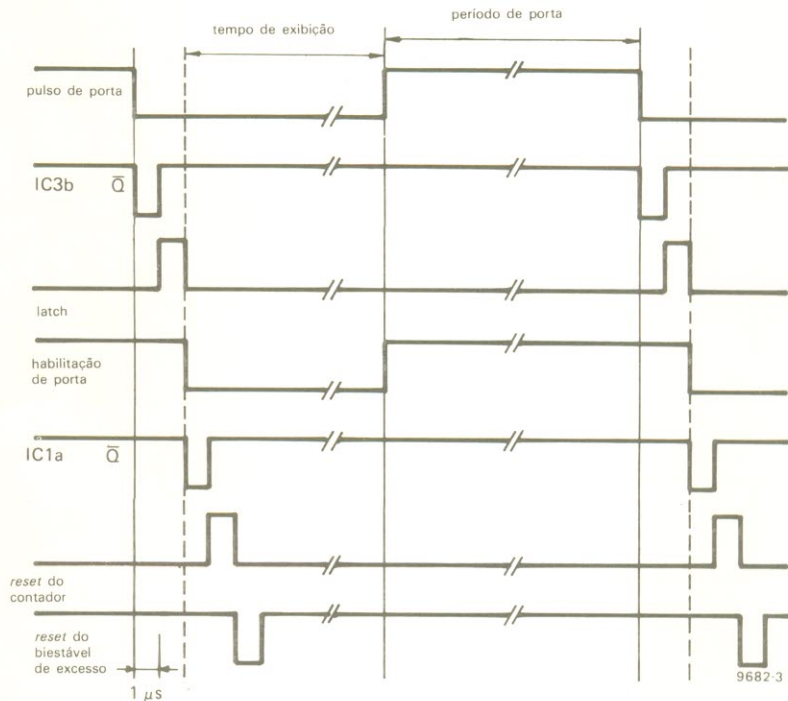 tempo de exibição
período de porta
pulso de porta
IC3b Q̅
latch
habilitação
de porta
IC1a Q̅
reset do
contador
reset do
biestável
de excesso
1 μs
9682-3